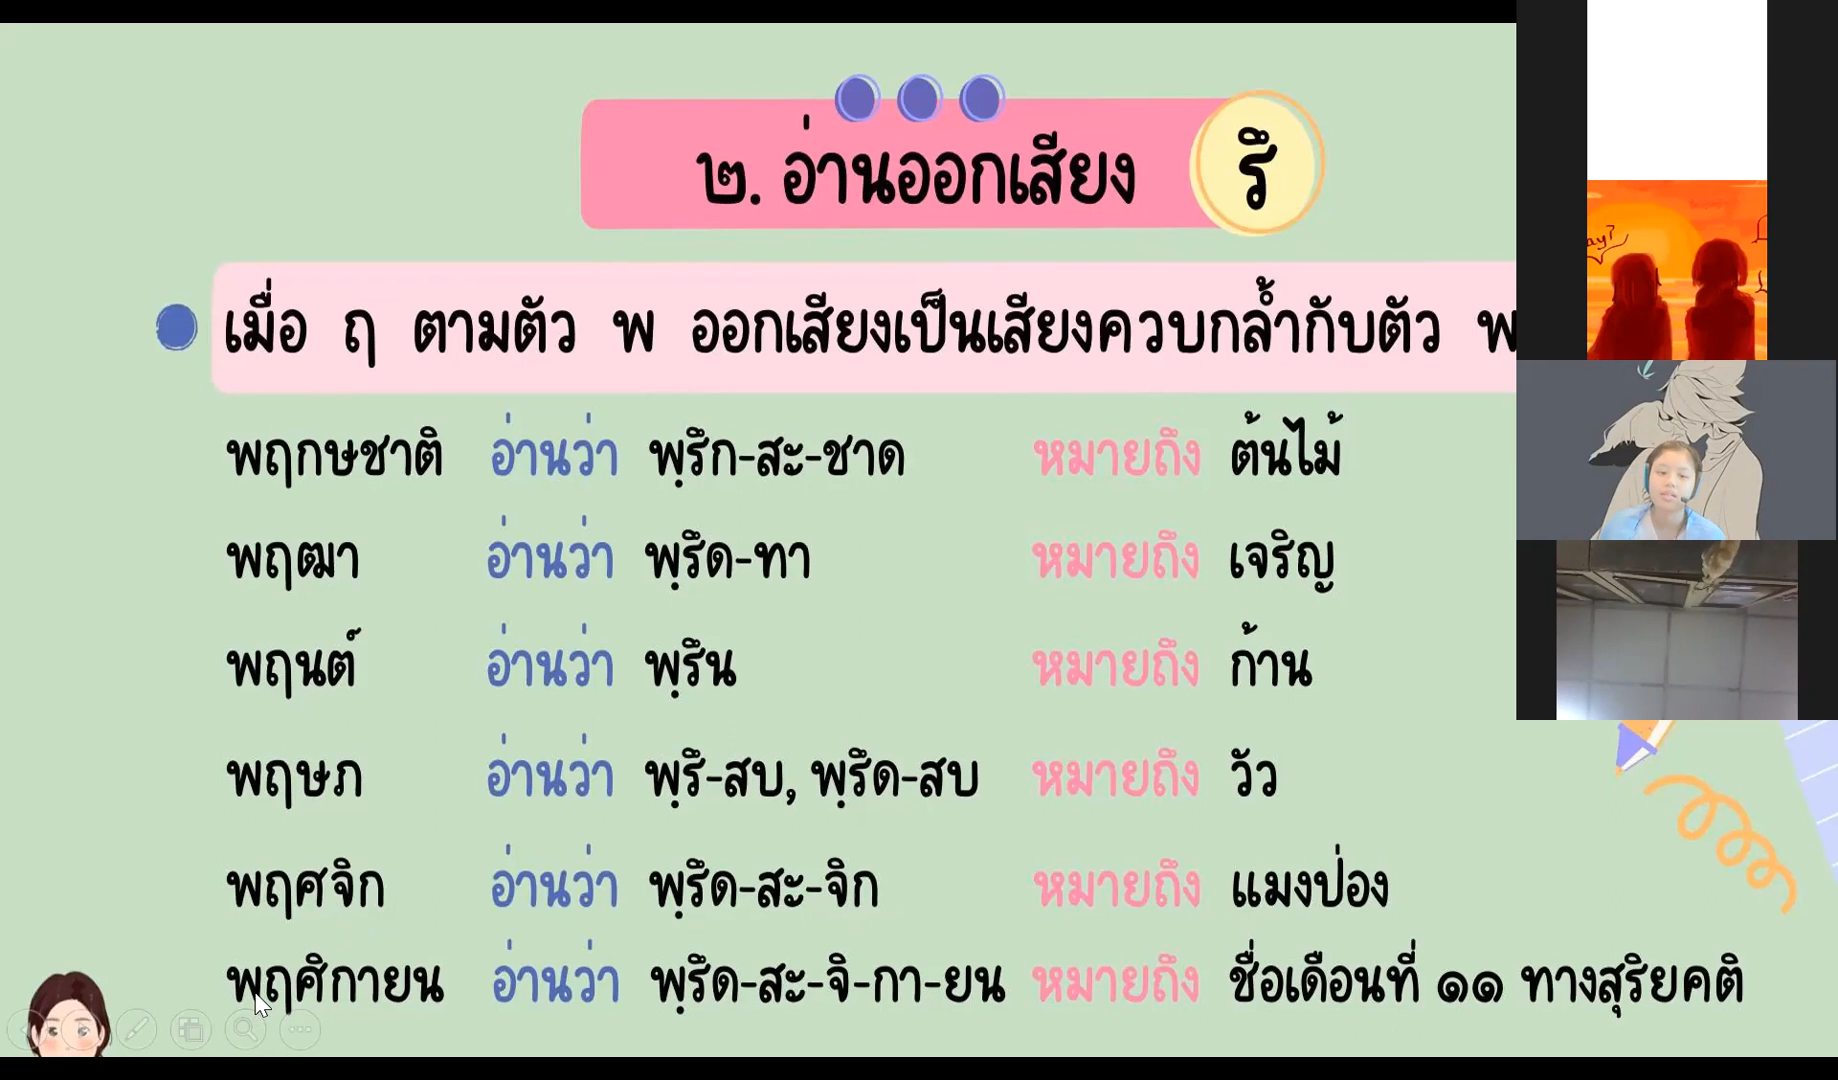 ๒. อ่านออกเสียง รึ
เมื่อ ฤ ตามตัว พ ออกเสียงเป็นเสียงควบกล้ำกับตัว พ
พฤกษชาติ อ่านว่า พฺรึก-สะ-ชาด หมายถึง ต้นไม้
พฤฒา อ่านว่า พฺรึด-ทา หมายถึง เจริญ
พฤนต์ อ่านว่า พฺรึน หมายถึง ก้าน
พฤษภ อ่านว่า พฺรึ-สบ, พฺรึด-สบ หมายถึง วัว
พฤศจิก อ่านว่า พฺรึด-สะ-จิก หมายถึง แมงป่อง
พฤศิกายน อ่านว่า พฺรึด-สะ-จิ-กา-ยน หมายถึง ชื่อเดือนที่ ๑๑ ทางสุริยคติ